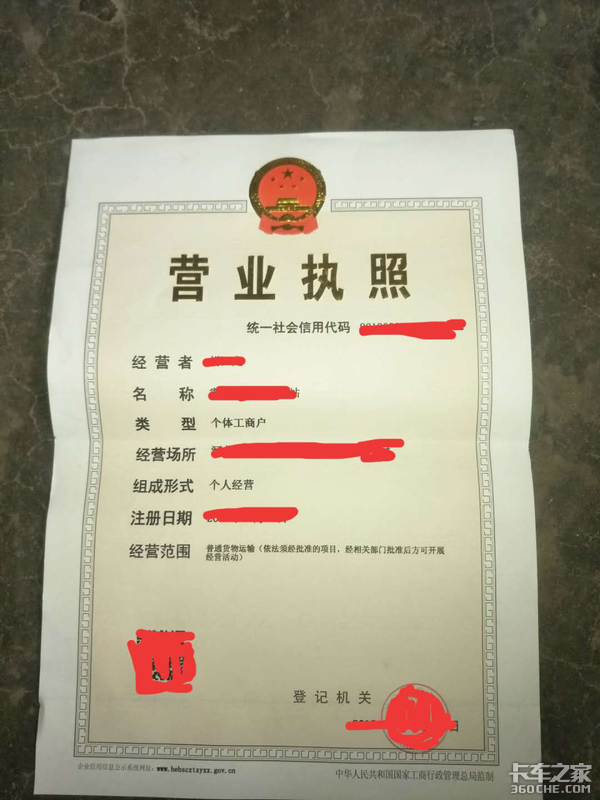 营业执照
统一社会信用代码
经营者
名 称 站
类 型 个体工商户
经营场所
组成形式 个人经营
注册日期
经营范围 普通货物运输（依法须经批准的项目，经相关部门批准后方可开展
经营活动）
登记机关
日
企业信用信息公示系统网址：www.hebscztxyxx.gov.cn
中华人民共和国国家工商行政管理总局监制
卡车之家
360CHE.COM